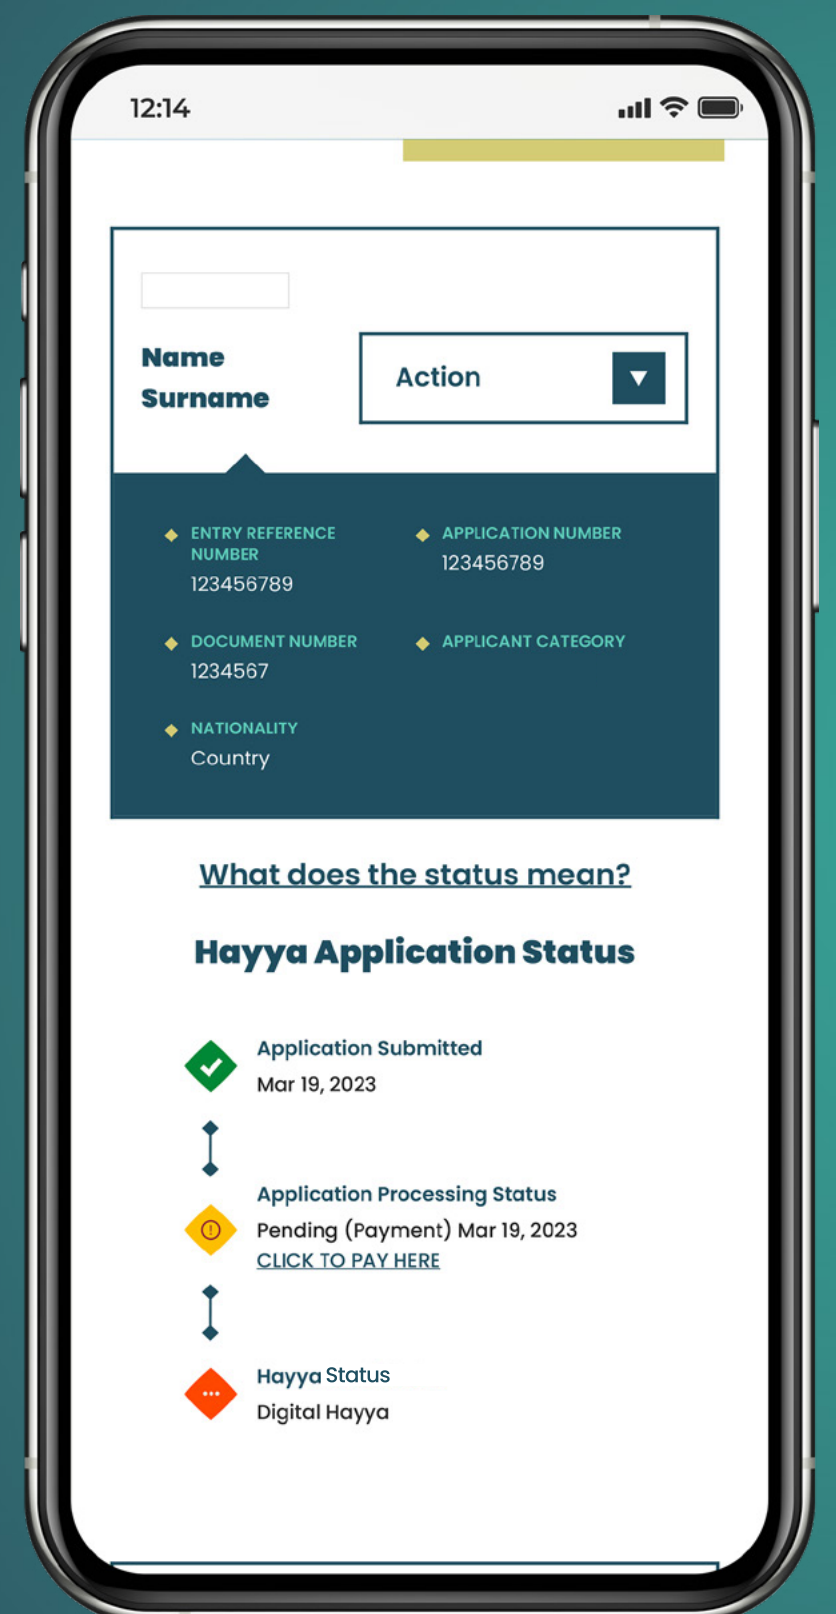 12:14
Name
Surname
Action
ENTRY REFERENCE
NUMBER
123456789
APPLICATION NUMBER
123456789
DOCUMENT NUMBER
1234567
APPLICANT CATEGORY
NATIONALITY
Country
What does the status mean?
Hayya Application Status
Application Submitted
Mar 19, 2023
Application Processing Status
Pending (Payment) Mar 19, 2023
CLICK TO PAY HERE
Hayya Status
Digital Hayya